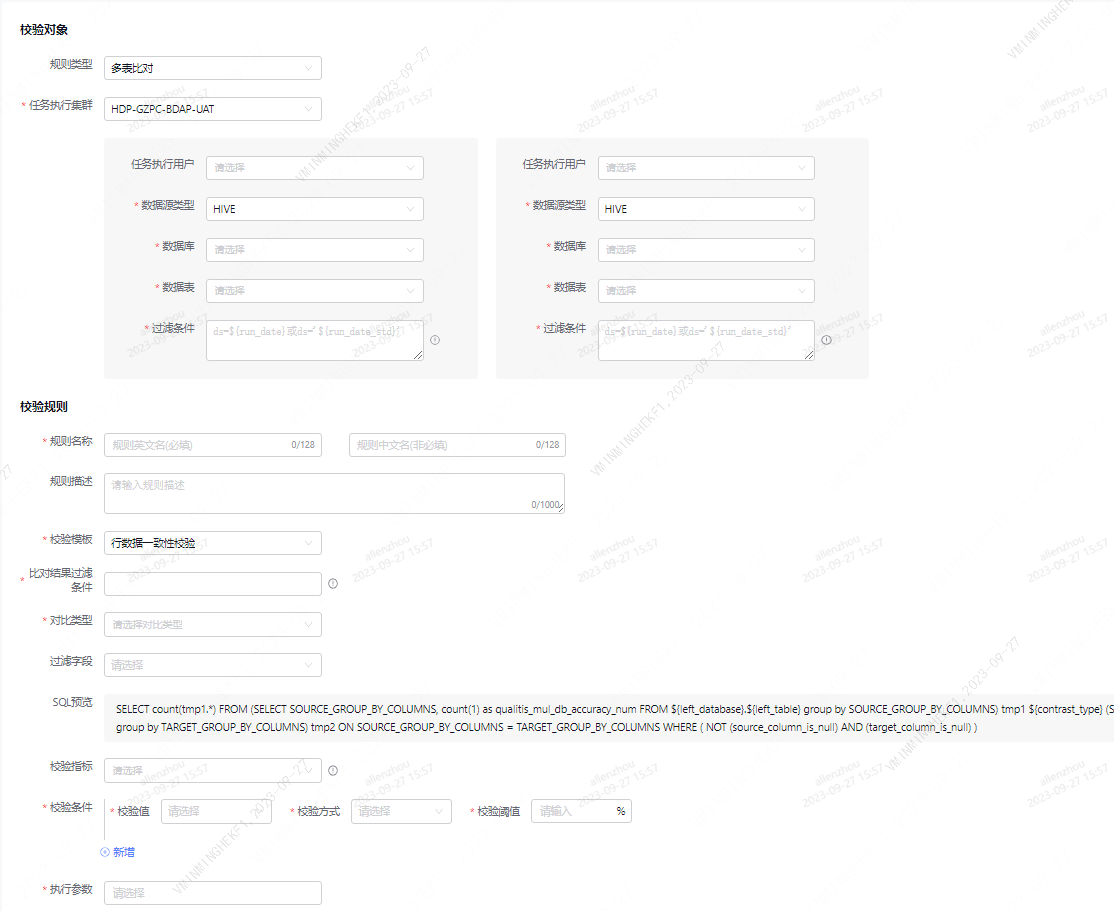 校验对象
规则类型 多表比对
* 任务执行集群 HDP-GZPC-BDAP-UAT
任务执行用户 请选择 任务执行用户 请选择
* 数据源类型 HIVE * 数据源类型 HIVE
* 数据库 请选择 * 数据库 请选择
* 数据表 请选择 * 数据表 请选择
* 过滤条件 ds=${run_date}或ds='${run_date_std}' * 过滤条件 ds=${run_date}或ds='${run_date_std}'
校验规则
* 规则名称 规则英文名(必填) 0/128 规则中文名(非必填) 0/128
规则描述 请输入规则描述
0/1000
* 校验模板 行数据一致性校验
* 比对结果过滤
条件
* 对比类型 请选择对比类型
过滤字段 请选择
SQL预览 SELECT count(tmp1.*) FROM (SELECT SOURCE_GROUP_BY_COLUMNS, count(1) as qualitis_mul_db_accuracy_num FROM ${left_database}.${left_table} group by SOURCE_GROUP_BY_COLUMNS) tmp1 ${contrast_type} (S
group by TARGET_GROUP_BY_COLUMNS) tmp2 ON SOURCE_GROUP_BY_COLUMNS = TARGET_GROUP_BY_COLUMNS WHERE ( NOT (source_column_is_null) AND (target_column_is_null) )
校验指标 请选择
* 校验条件 * 校验值 请选择 * 校验方式 请选择 * 校验阈值 请输入 %
新增
* 执行参数 请选择
allenzhou
2023-09-27 15:57
VMINMINGHEKF1,2023-09-27